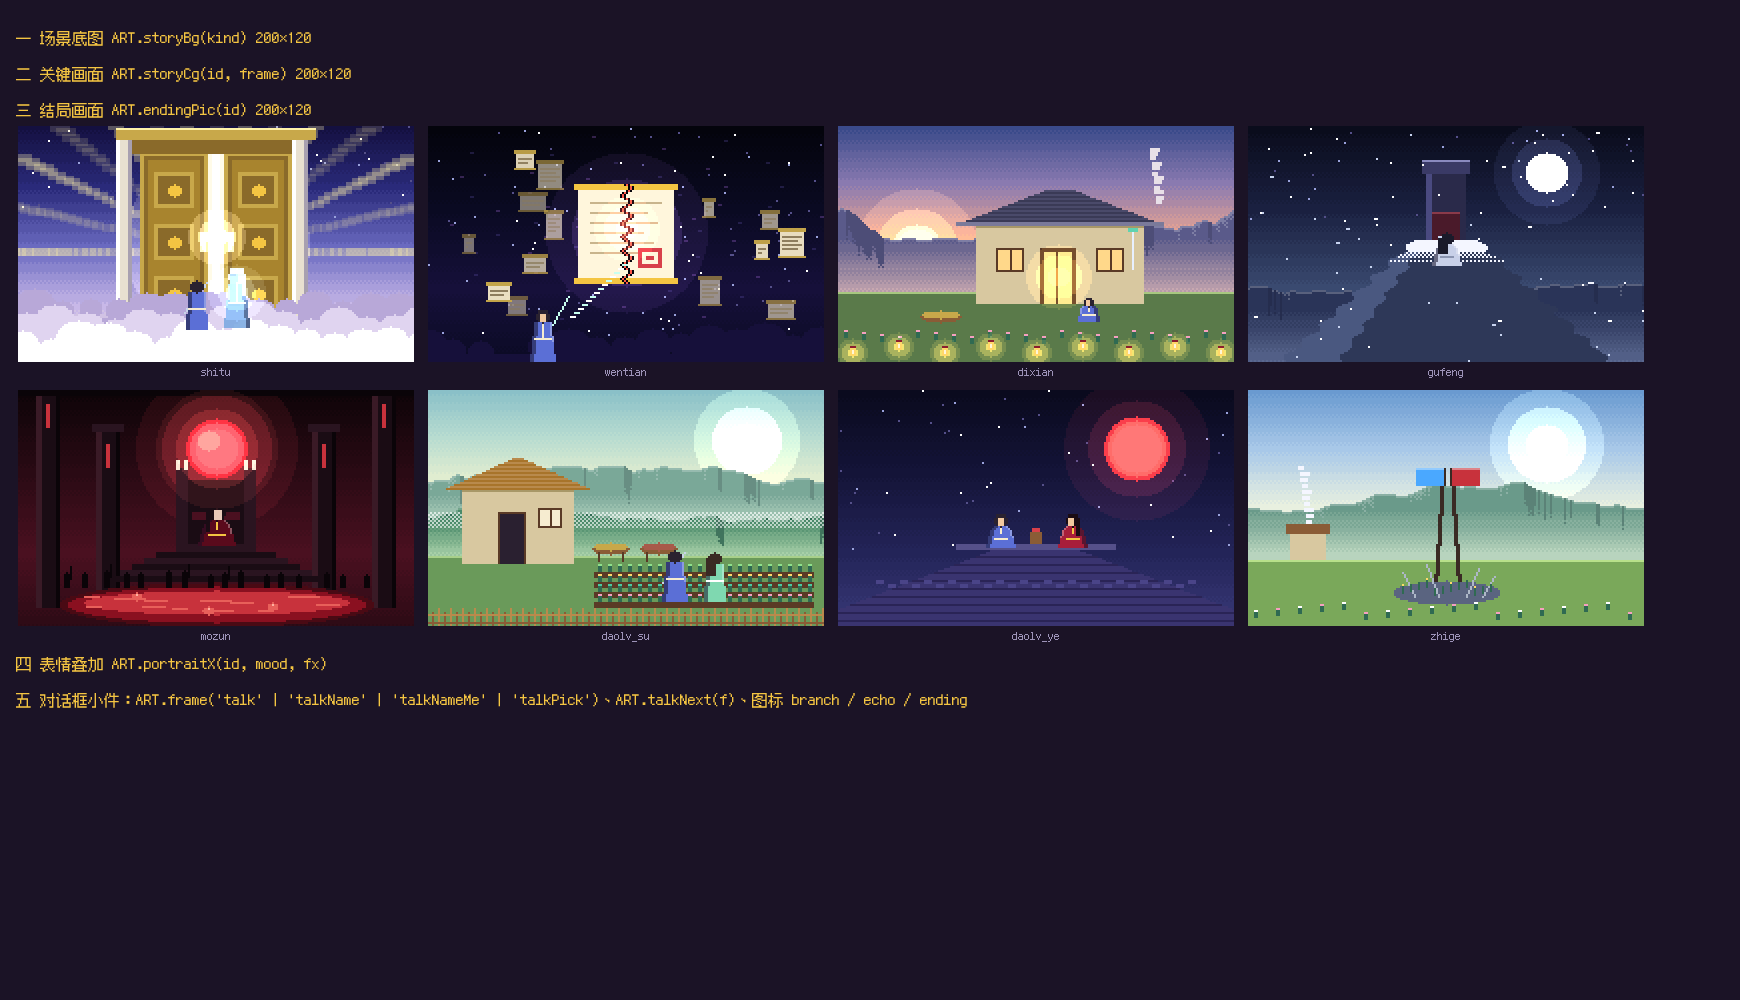 一 场景底图 ART.storyBg(kind) 200×120
二 关键画面 ART.storyCg(id, frame) 200×120
三 结局画面 ART.endingPic(id) 200×120
shitu
wentian
dixian
gufeng
mozun
daolv_su
daolv_ye
zhige
四 表情叠加 ART.portraitX(id, mood, fx)
五 对话框小件：ART.frame('talk' | 'talkName' | 'talkNameMe' | 'talkPick')、ART.talkNext(f)、图标 branch / echo / ending